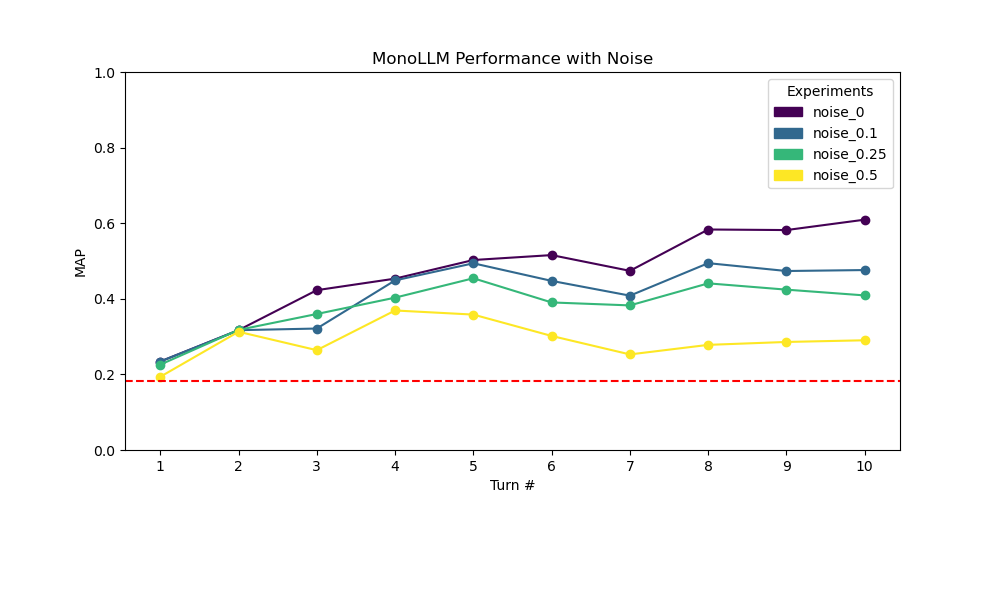 MonoLLM Performance with Noise
1.0
0.8
0.6
0.4
0.2
0.0
MAP
Experiments
noise_0
noise_0.1
noise_0.25
noise_0.5
1 2 3 4 5 6 7 8 9 10
Turn #